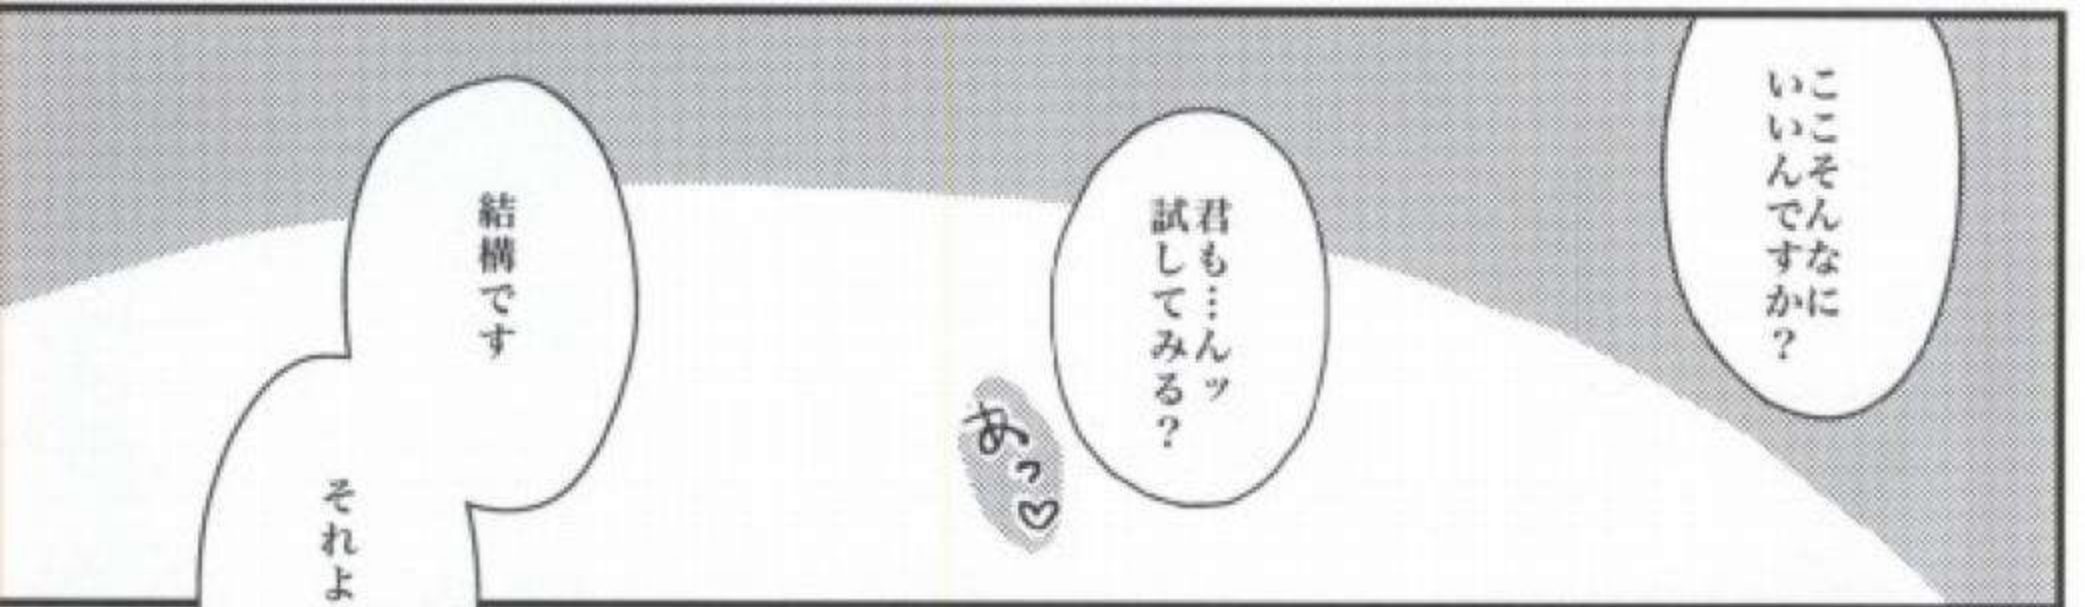 ここそんなに
いいんですか？
君も…んッ
試してみる？
あっ♡
結構です
それよ